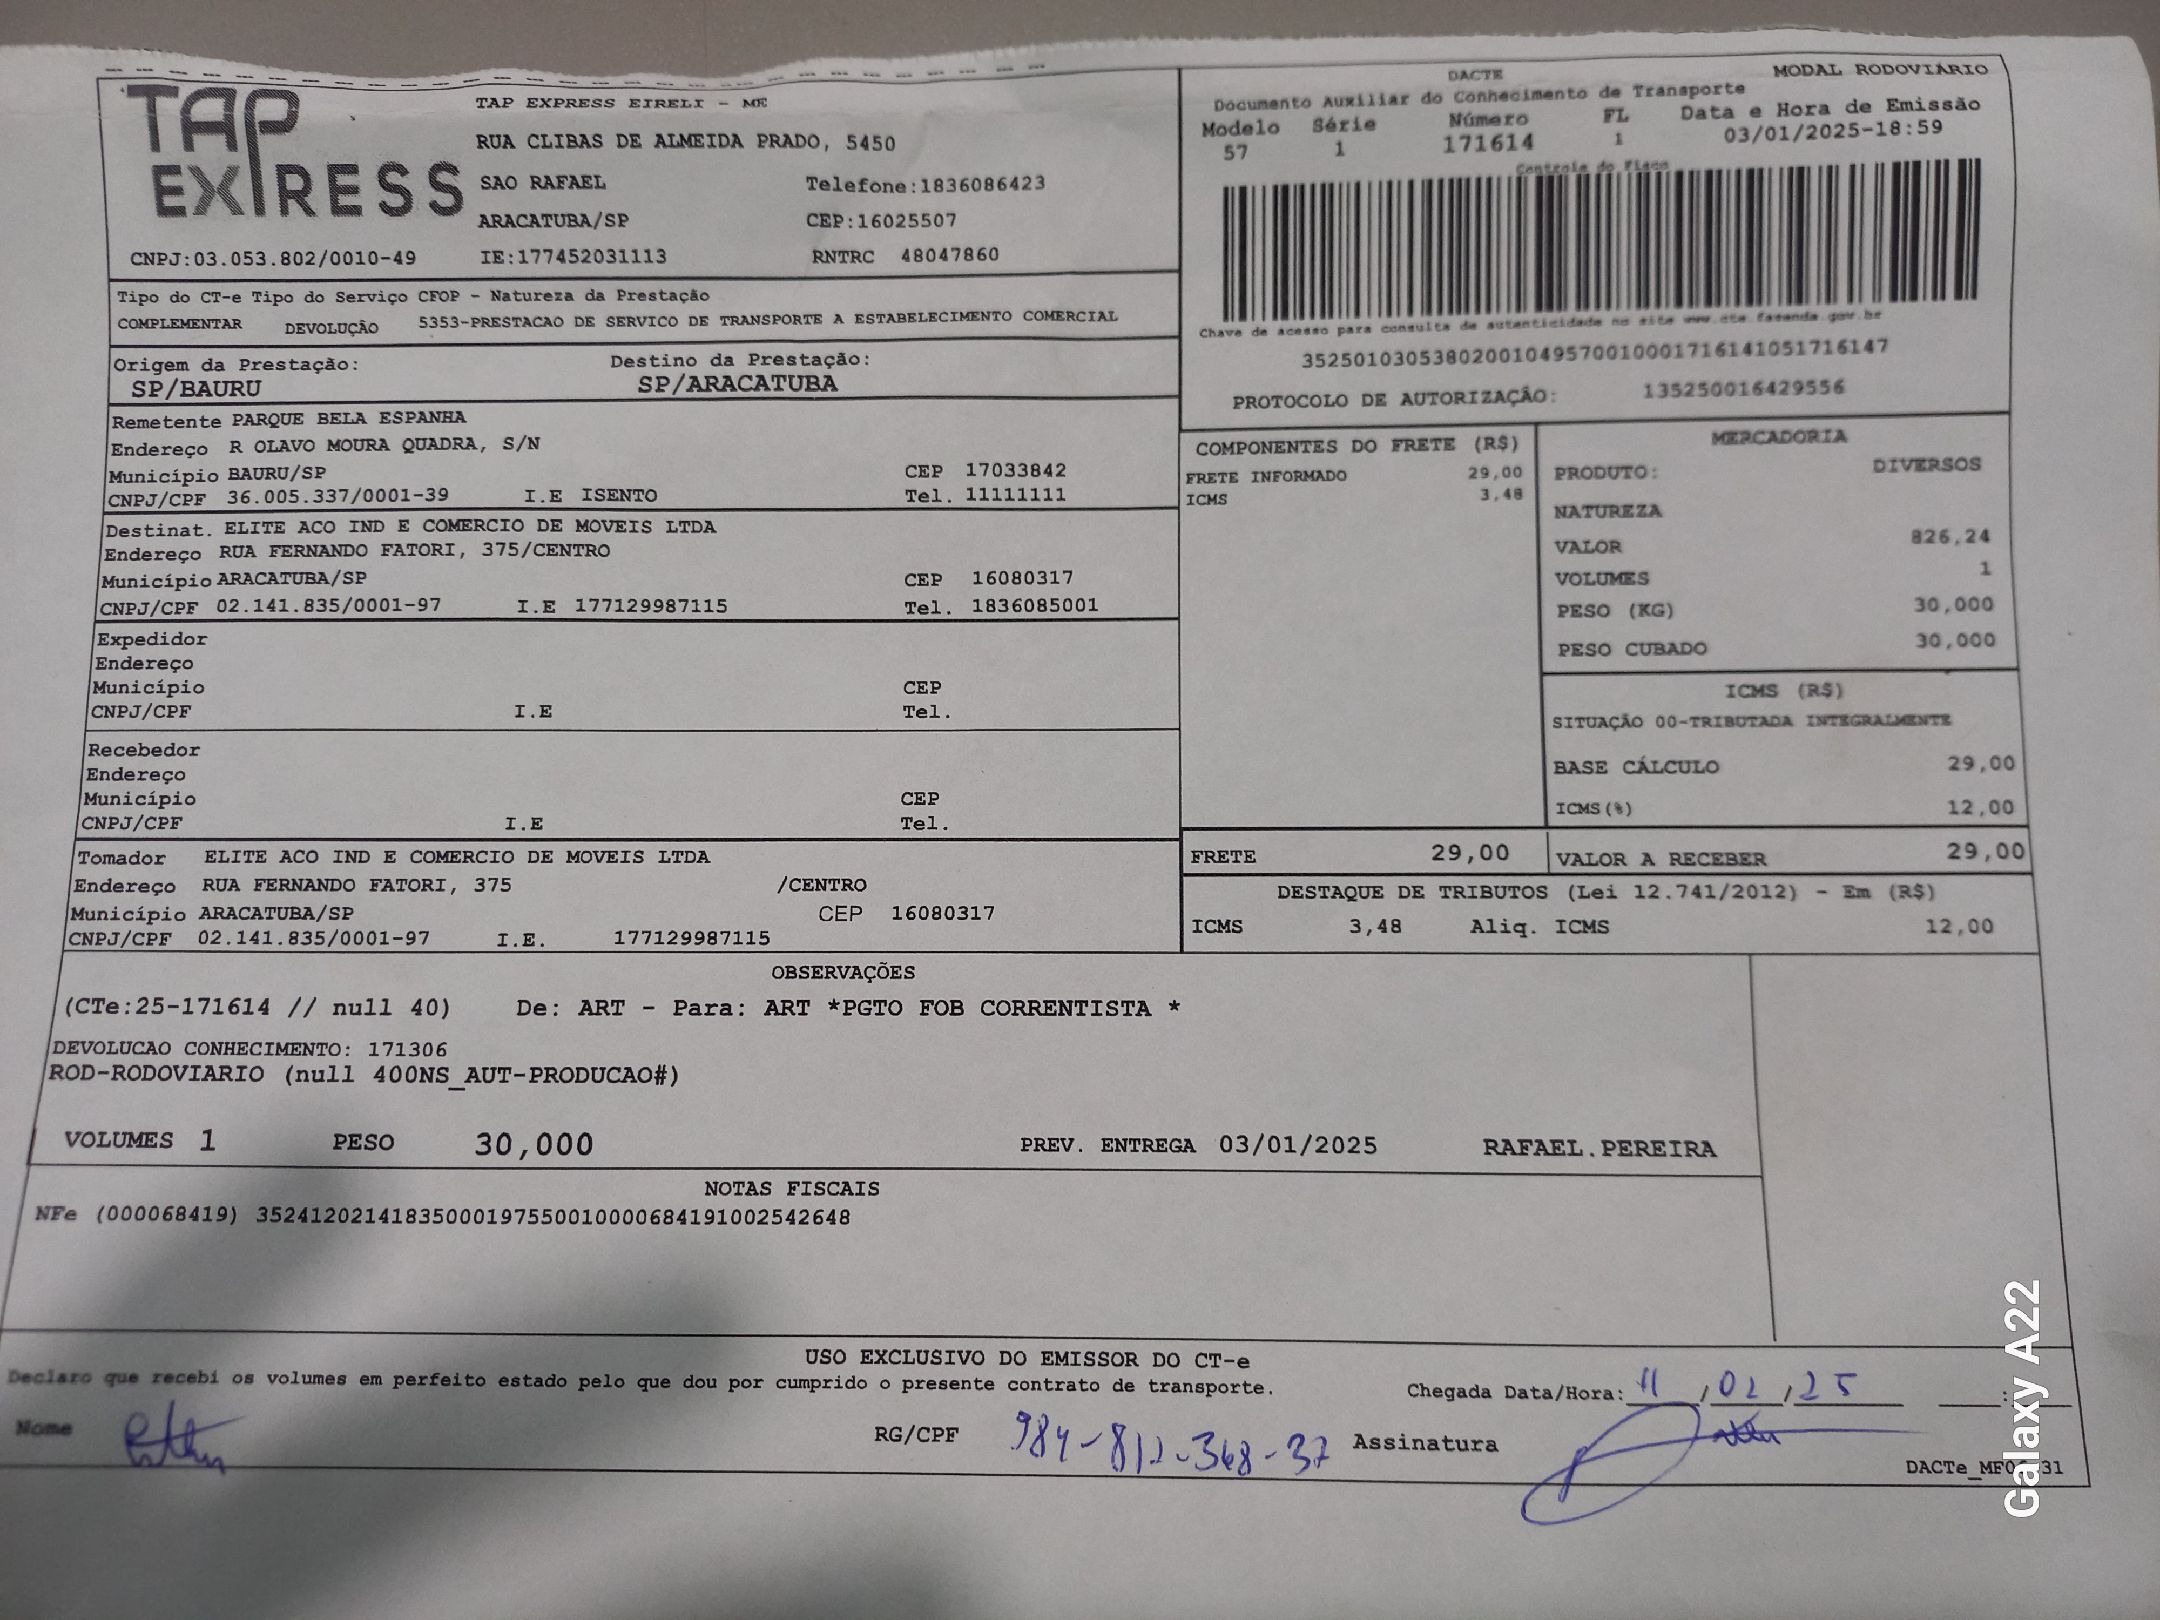 TAP EXPRESS
TAP EXPRESS EIRELI - ME
RUA CLIBAS DE ALMEIDA PRADO, 5450
SAO RAFAEL Telefone:1836086423
ARACATUBA/SP CEP:16025507
CNPJ:03.053.802/0010-49 IE:177452031113 RNTRC 48047860
DACTE MODAL RODOVIÁRIO
Documento Auxiliar do Conhecimento de Transporte
Modelo Série Número FL Data e Hora de Emissão
57 1 171614 1 03/01/2025-18:59
Controle do Fisco
Chave de acesso para consulta de autenticidade no site www.cte.fazenda.gov.br
35250103053802001049570010001716141051716147
PROTOCOLO DE AUTORIZAÇÃO: 135250016429556
Tipo do CT-e Tipo do Serviço CFOP - Natureza da Prestação
COMPLEMENTAR DEVOLUÇÃO 5353-PRESTACAO DE SERVICO DE TRANSPORTE A ESTABELECIMENTO COMERCIAL
Origem da Prestação: Destino da Prestação:
SP/BAURU SP/ARACATUBA
Remetente PARQUE BELA ESPANHA
Endereço R OLAVO MOURA QUADRA, S/N
Município BAURU/SP CEP 17033842
CNPJ/CPF 36.005.337/0001-39 I.E ISENTO Tel. 11111111
Destinat. ELITE ACO IND E COMERCIO DE MOVEIS LTDA
Endereço RUA FERNANDO FATORI, 375/CENTRO
Município ARACATUBA/SP CEP 16080317
CNPJ/CPF 02.141.835/0001-97 I.E 177129987115 Tel. 1836085001
Expedidor
Endereço
Município CEP
CNPJ/CPF I.E Tel.
Recebedor
Endereço
Município CEP
CNPJ/CPF I.E Tel.
Tomador ELITE ACO IND E COMERCIO DE MOVEIS LTDA
Endereço RUA FERNANDO FATORI, 375 /CENTRO
Município ARACATUBA/SP CEP 16080317
CNPJ/CPF 02.141.835/0001-97 I.E. 177129987115
COMPONENTES DO FRETE (R$)
FRETE INFORMADO 29,00
ICMS 3,48
MERCADORIA
PRODUTO: DIVERSOS
NATUREZA
VALOR 826,24
VOLUMES 1
PESO (KG) 30,000
PESO CUBADO 30,000
ICMS (R$)
SITUAÇÃO 00-TRIBUTADA INTEGRALMENTE
BASE CÁLCULO 29,00
ICMS(%) 12,00
FRETE 29,00 VALOR A RECEBER 29,00
DESTAQUE DE TRIBUTOS (Lei 12.741/2012) - Em (R$)
ICMS 3,48 Aliq. ICMS 12,00
OBSERVAÇÕES
(CTe:25-171614 // null 40) De: ART - Para: ART *PGTO FOB CORRENTISTA *
DEVOLUCAO CONHECIMENTO: 171306
ROD-RODOVIARIO (null 400NS_AUT-PRODUCAO#)
VOLUMES 1 PESO 30,000 PREV. ENTREGA 03/01/2025 RAFAEL.PEREIRA
NOTAS FISCAIS
NFe (000068419) 35241202141835000197550010000684191002542648
USO EXCLUSIVO DO EMISSOR DO CT-e
Declaro que recebi os volumes em perfeito estado pelo que dou por cumprido o presente contrato de transporte. Chegada Data/Hora: 11/02/25 :
Nome RG/CPF 984-812-368-37 Assinatura
Galaxy A22